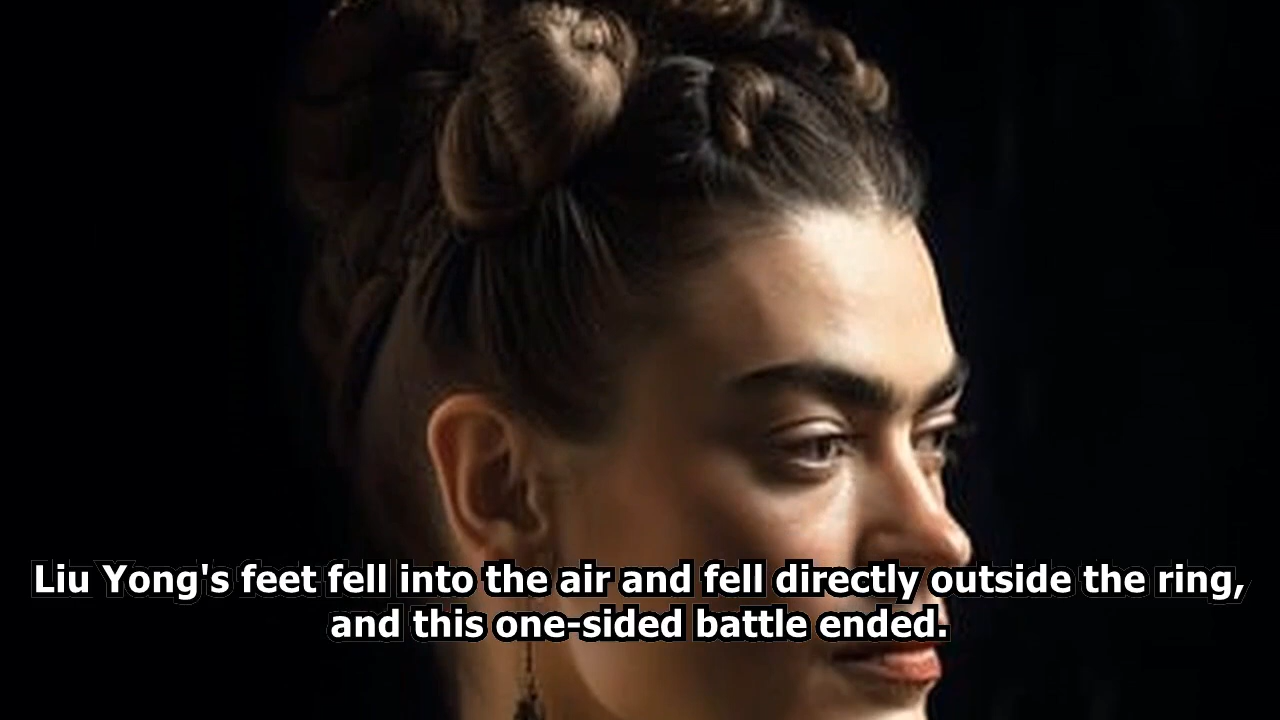 Liu Yong's feet fell into the air and fell directly outside the ring,
and this one-sided battle ended.